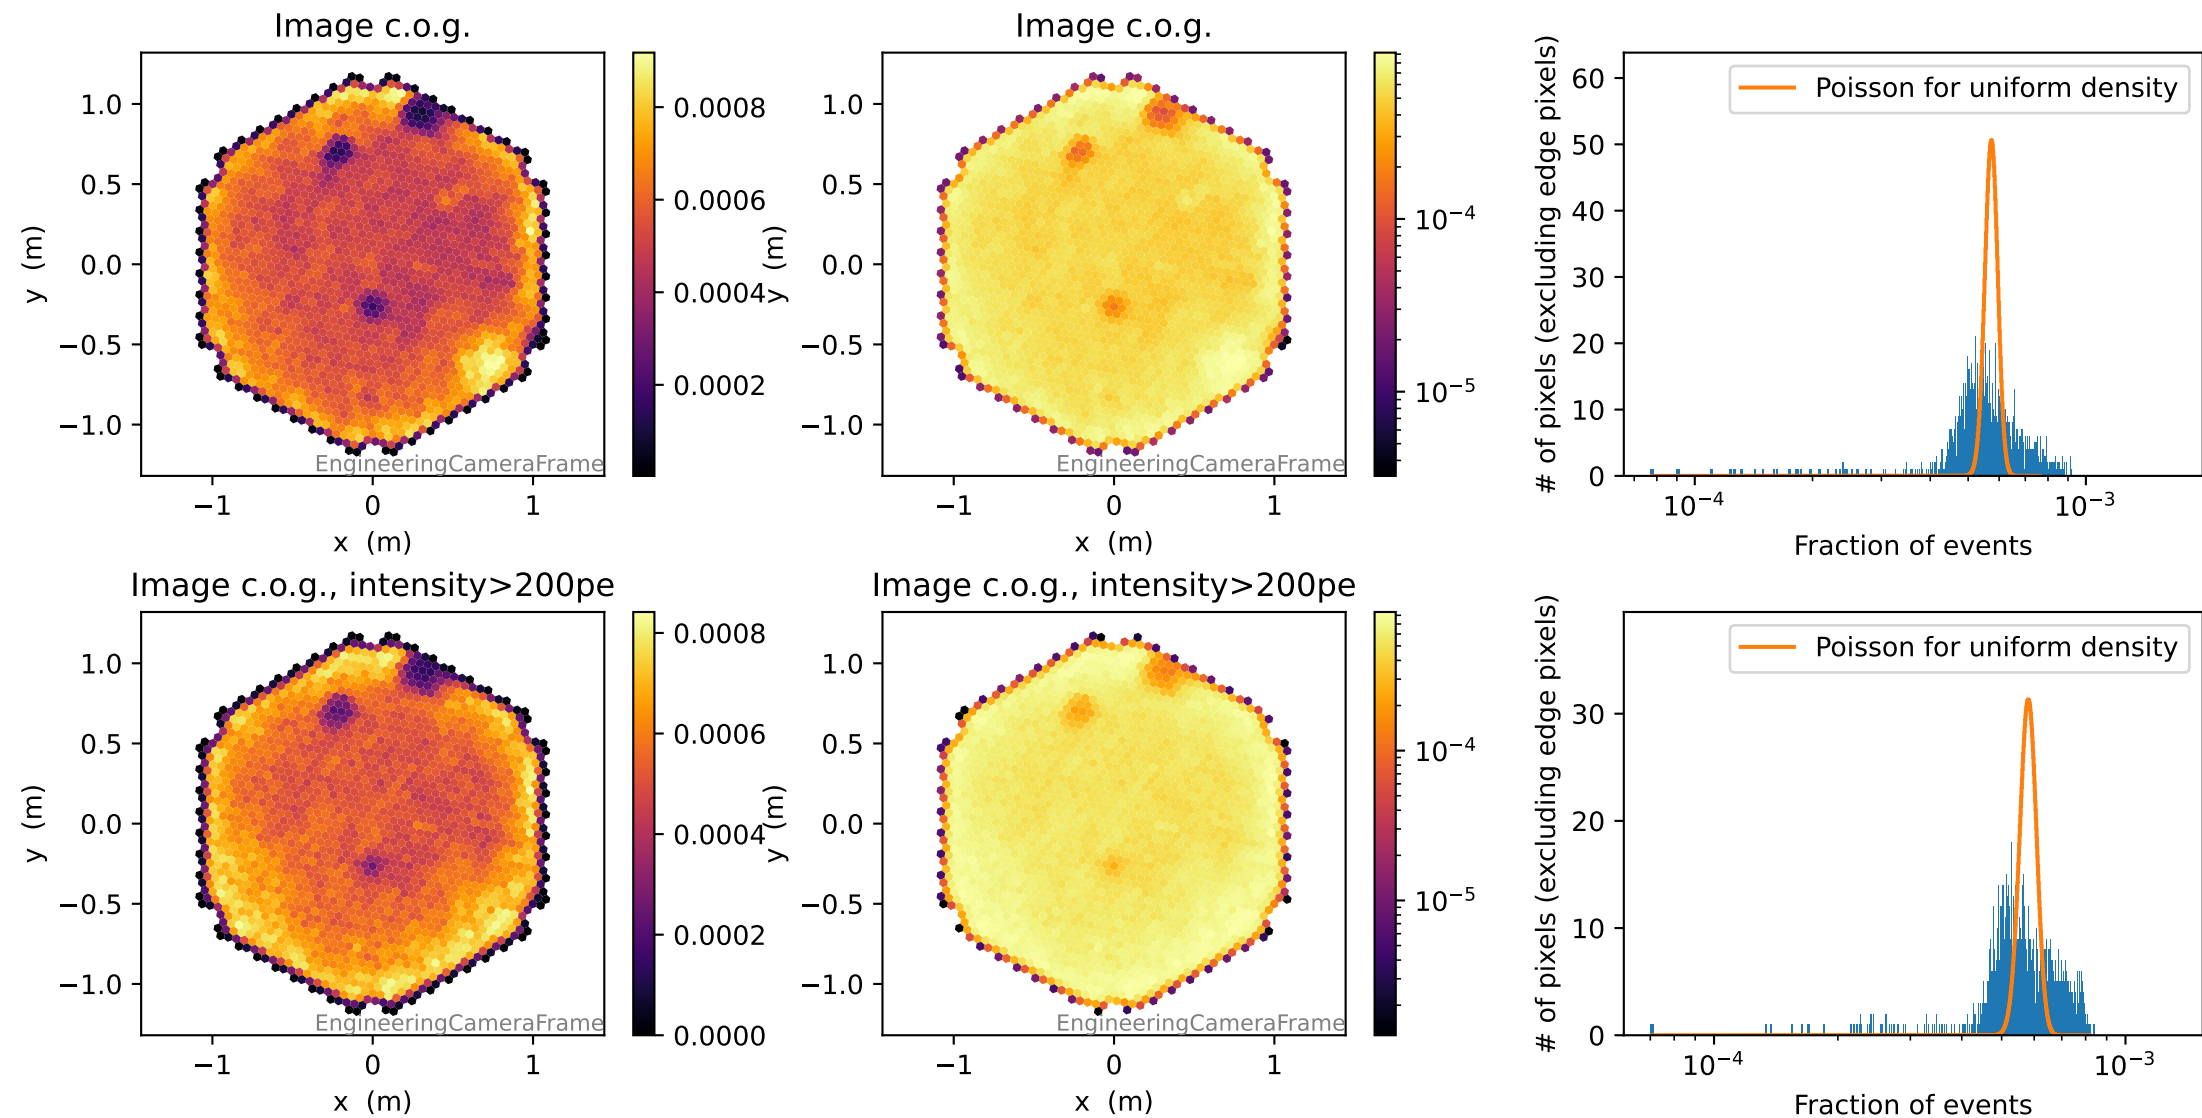 Image c.o.g.
1.0
0.5
0.0
−0.5
−1.0
y (m)
−1
0
1
x (m)
EngineeringCameraFrame
0.0008
0.0006
0.0004
0.0002
Image c.o.g.
1.0
0.5
0.0
−0.5
−1.0
y (m)
−1
0
1
x (m)
EngineeringCameraFrame
10−4
10−5
# of pixels (excluding edge pixels)
60
50
40
30
20
10
0
Poisson for uniform density
10−4
10−3
Fraction of events
Image c.o.g., intensity>200pe
1.0
0.5
0.0
−0.5
−1.0
y (m)
−1
0
1
x (m)
EngineeringCameraFrame
0.0008
0.0006
0.0004
0.0002
0.0000
Image c.o.g., intensity>200pe
1.0
0.5
0.0
−0.5
−1.0
y (m)
−1
0
1
x (m)
EngineeringCameraFrame
10−4
10−5
# of pixels (excluding edge pixels)
30
20
10
0
Poisson for uniform density
10−4
10−3
Fraction of events